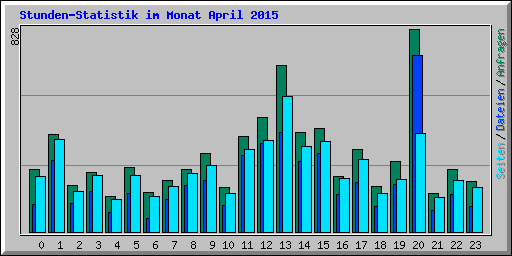 Stunden-Statistik im Monat April 2015
828
Seiten / Dateien / Anfragen
0 1 2 3 4 5 6 7 8 9 10 11 12 13 14 15 16 17 18 19 20 21 22 23